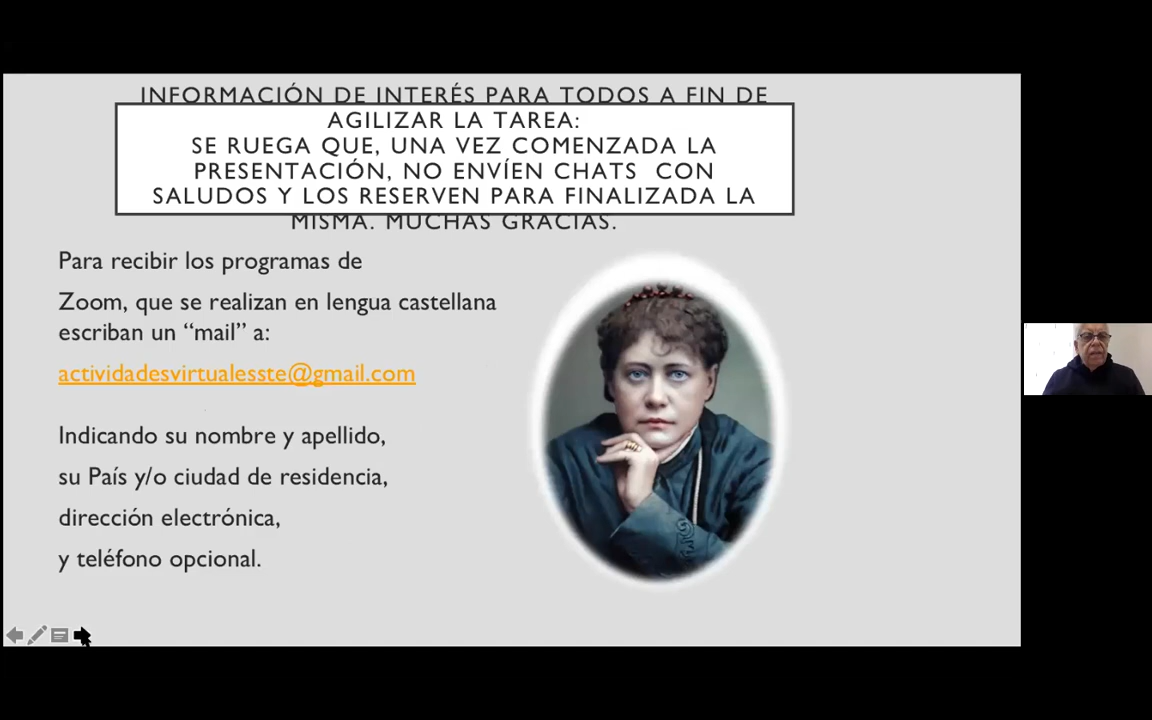 INFORMACIÓN DE INTERÉS PARA TODOS A FIN DE
AGILIZAR LA TAREA:
SE RUEGA QUE, UNA VEZ COMENZADA LA
PRESENTACIÓN, NO ENVÍEN CHATS CON
SALUDOS Y LOS RESERVEN PARA FINALIZADA LA
MISMA. MUCHAS GRACIAS.
Para recibir los programas de
Zoom, que se realizan en lengua castellana
escriban un “mail” a:
actividadesvirtualesste@gmail.com
Indicando su nombre y apellido,
su País y/o ciudad de residencia,
dirección electrónica,
y teléfono opcional.